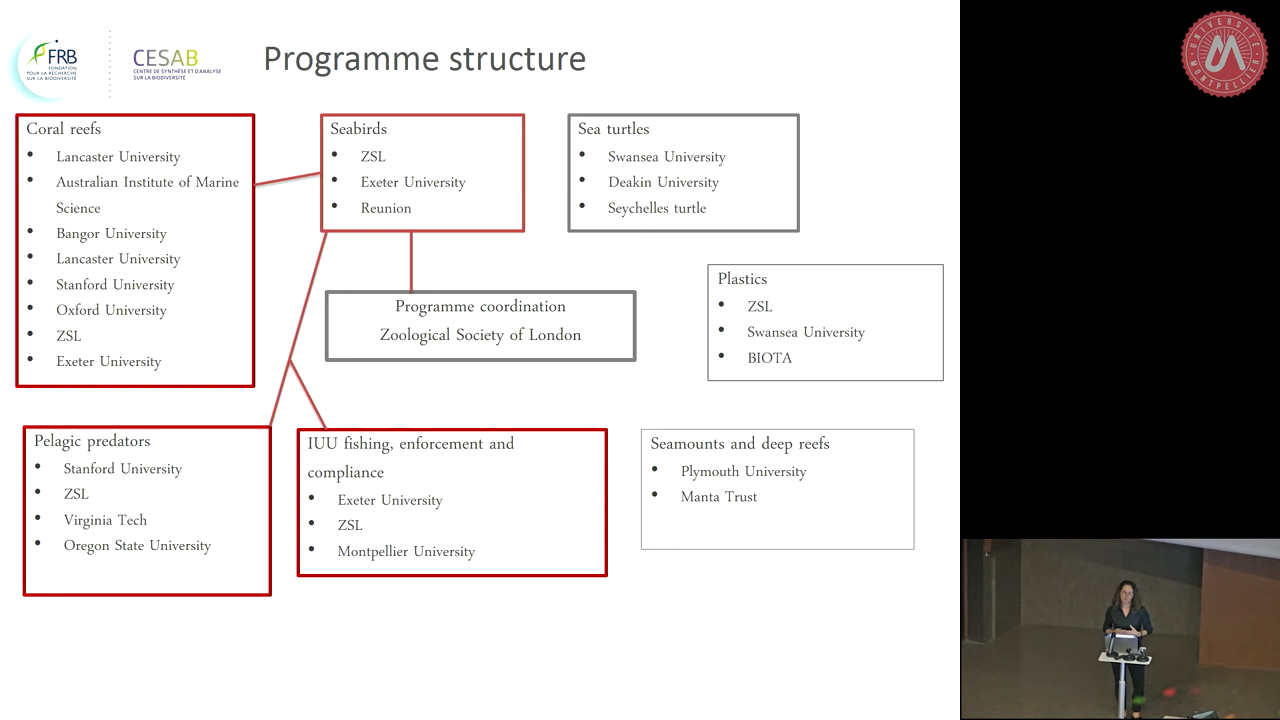 FRB
FONDATION
POUR LA RECHERCHE
SUR LA BIODIVERSITÉ
CESAB
CENTRE DE SYNTHÈSE ET D'ANALYSE
SUR LA BIODIVERSITÉ
Programme structure
UNIVERSITÉ
MONTPELLIER
Coral reefs
• Lancaster University
• Australian Institute of Marine
Science
• Bangor University
• Lancaster University
• Stanford University
• Oxford University
• ZSL
• Exeter University
Seabirds
• ZSL
• Exeter University
• Reunion
Sea turtles
• Swansea University
• Deakin University
• Seychelles turtle
Plastics
• ZSL
• Swansea University
• BIOTA
Programme coordination
Zoological Society of London
Pelagic predators
• Stanford University
• ZSL
• Virginia Tech
• Oregon State University
IUU fishing, enforcement and
compliance
• Exeter University
• ZSL
• Montpellier University
Seamounts and deep reefs
• Plymouth University
• Manta Trust